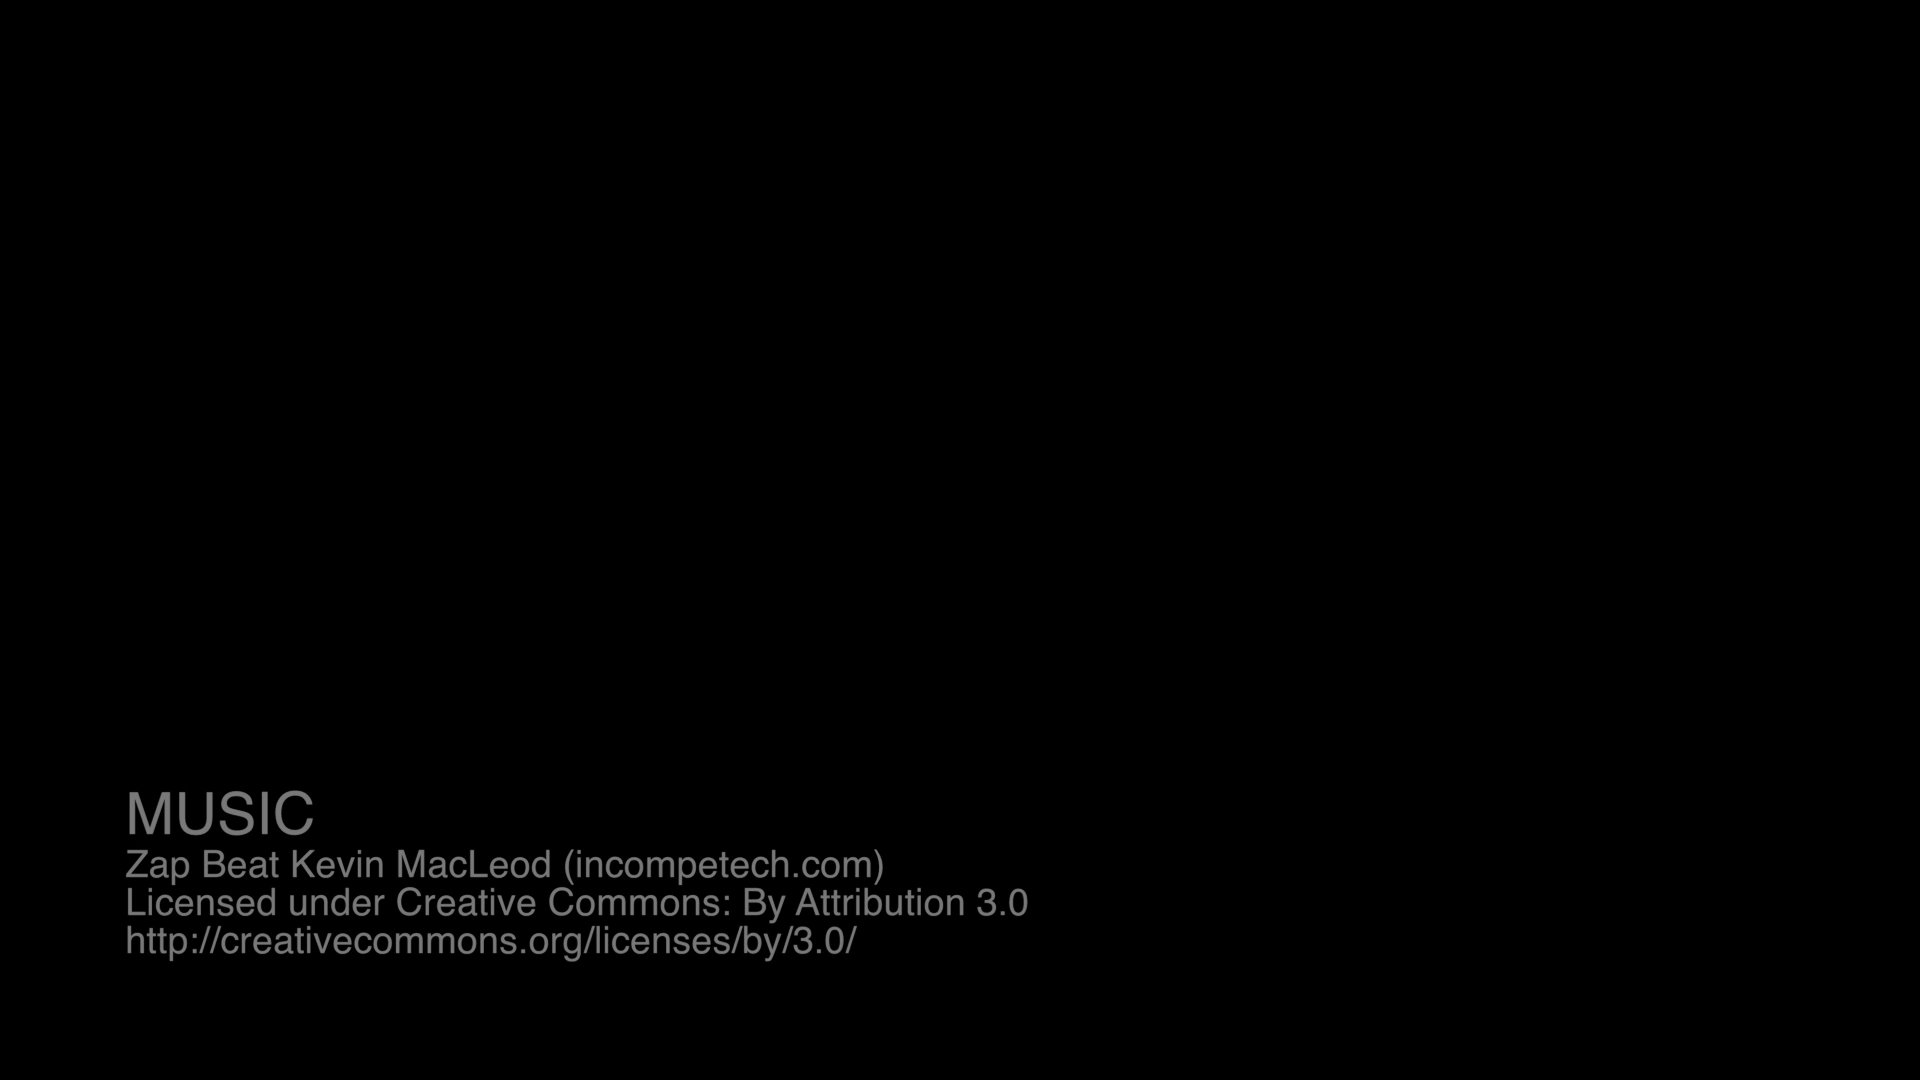 MUSIC
Zap Beat Kevin MacLeod (incompetech.com)
Licensed under Creative Commons: By Attribution 3.0
http://creativecommons.org/licenses/by/3.0/